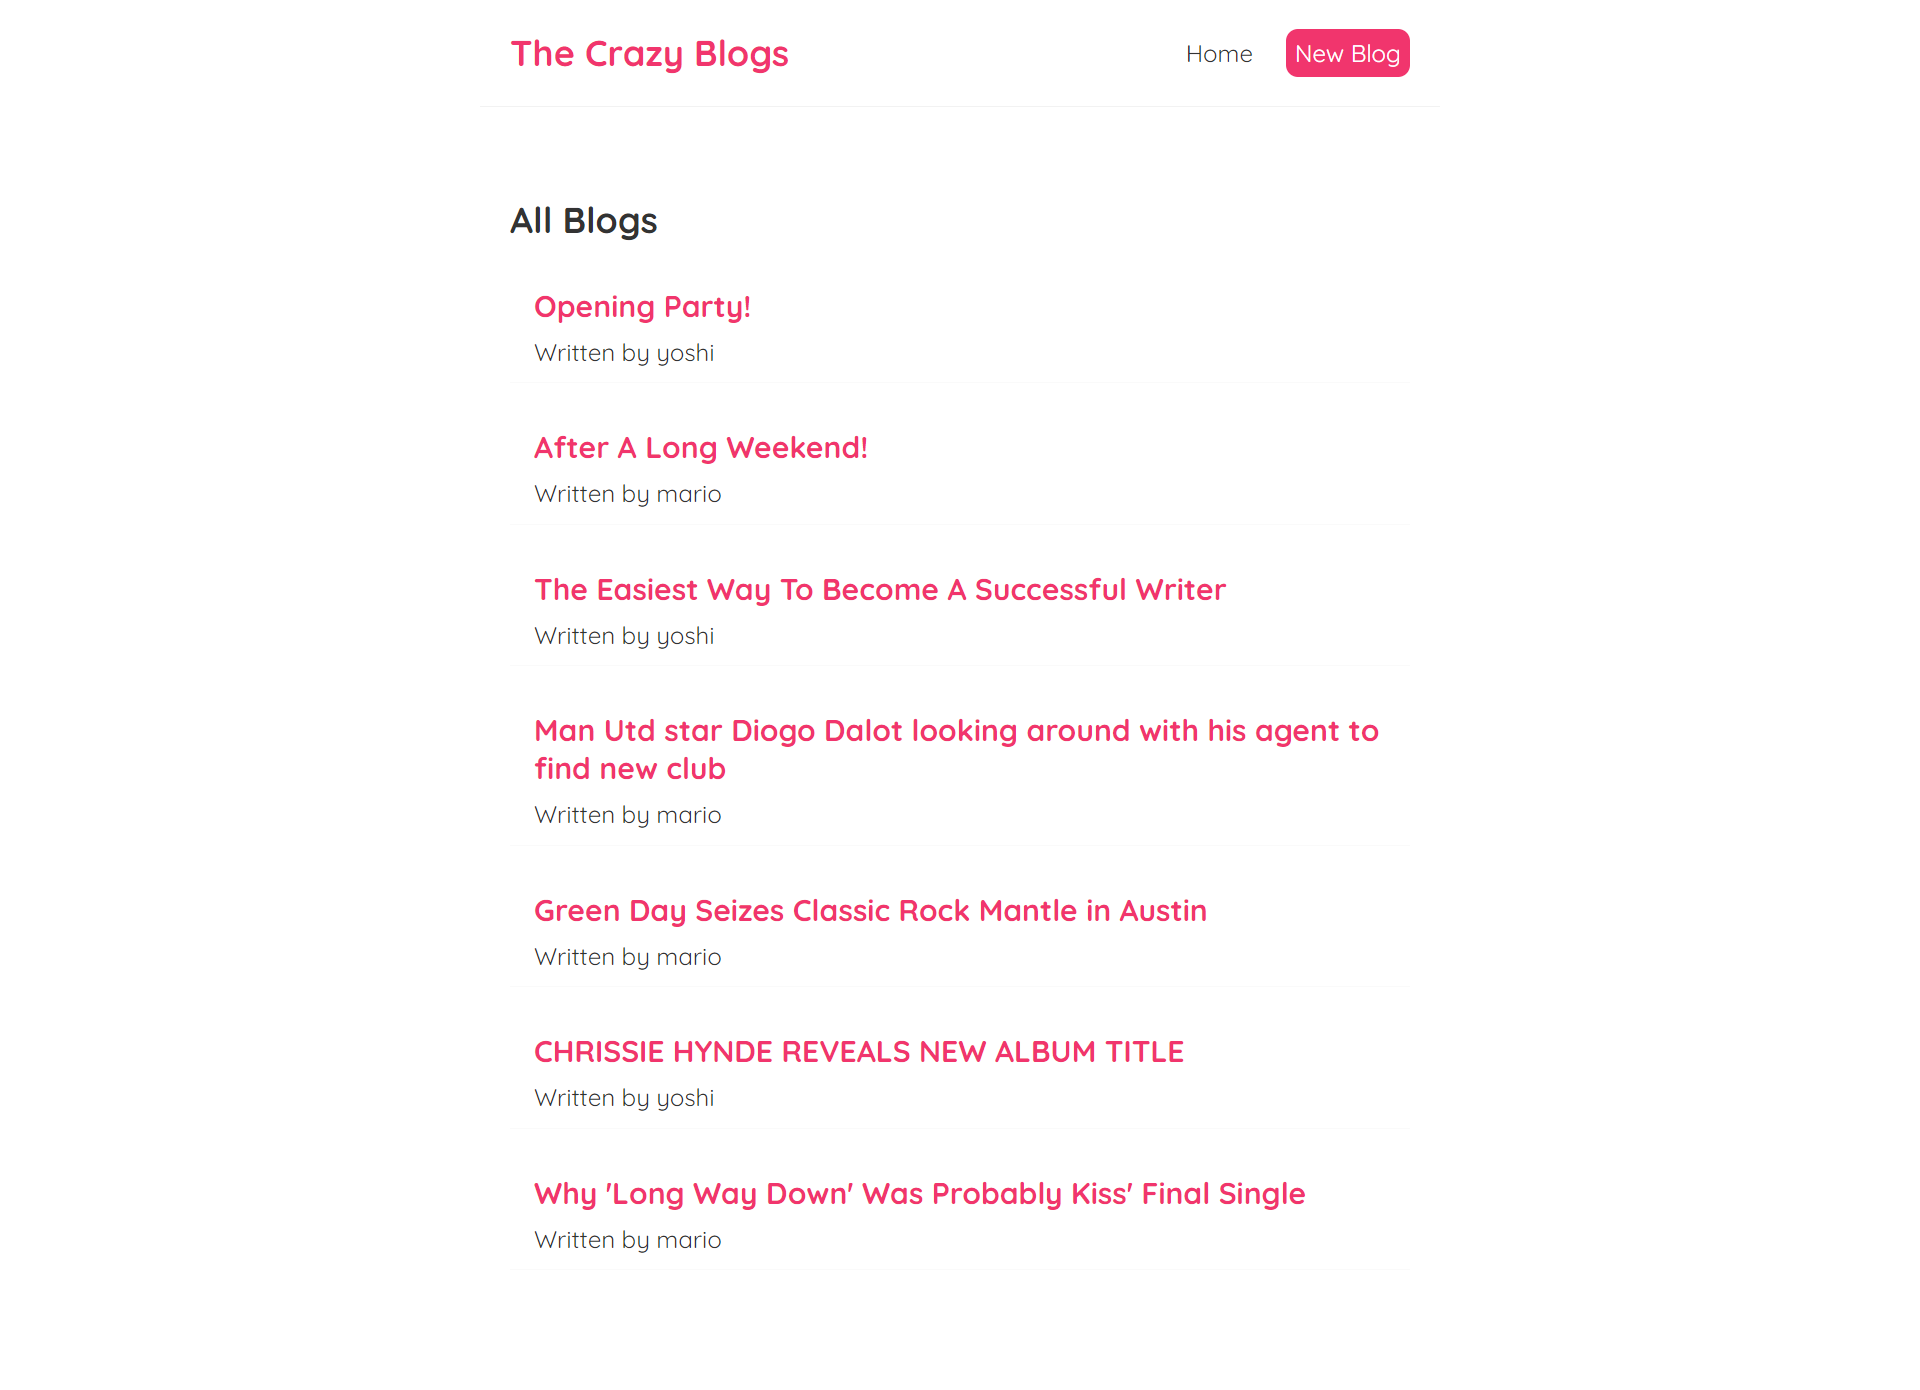 The Crazy Blogs
Home
New Blog
All Blogs
Opening Party!
Written by yoshi
After A Long Weekend!
Written by mario
The Easiest Way To Become A Successful Writer
Written by yoshi
Man Utd star Diogo Dalot looking around with his agent to
find new club
Written by mario
Green Day Seizes Classic Rock Mantle in Austin
Written by mario
CHRISSIE HYNDE REVEALS NEW ALBUM TITLE
Written by yoshi
Why 'Long Way Down' Was Probably Kiss' Final Single
Written by mario